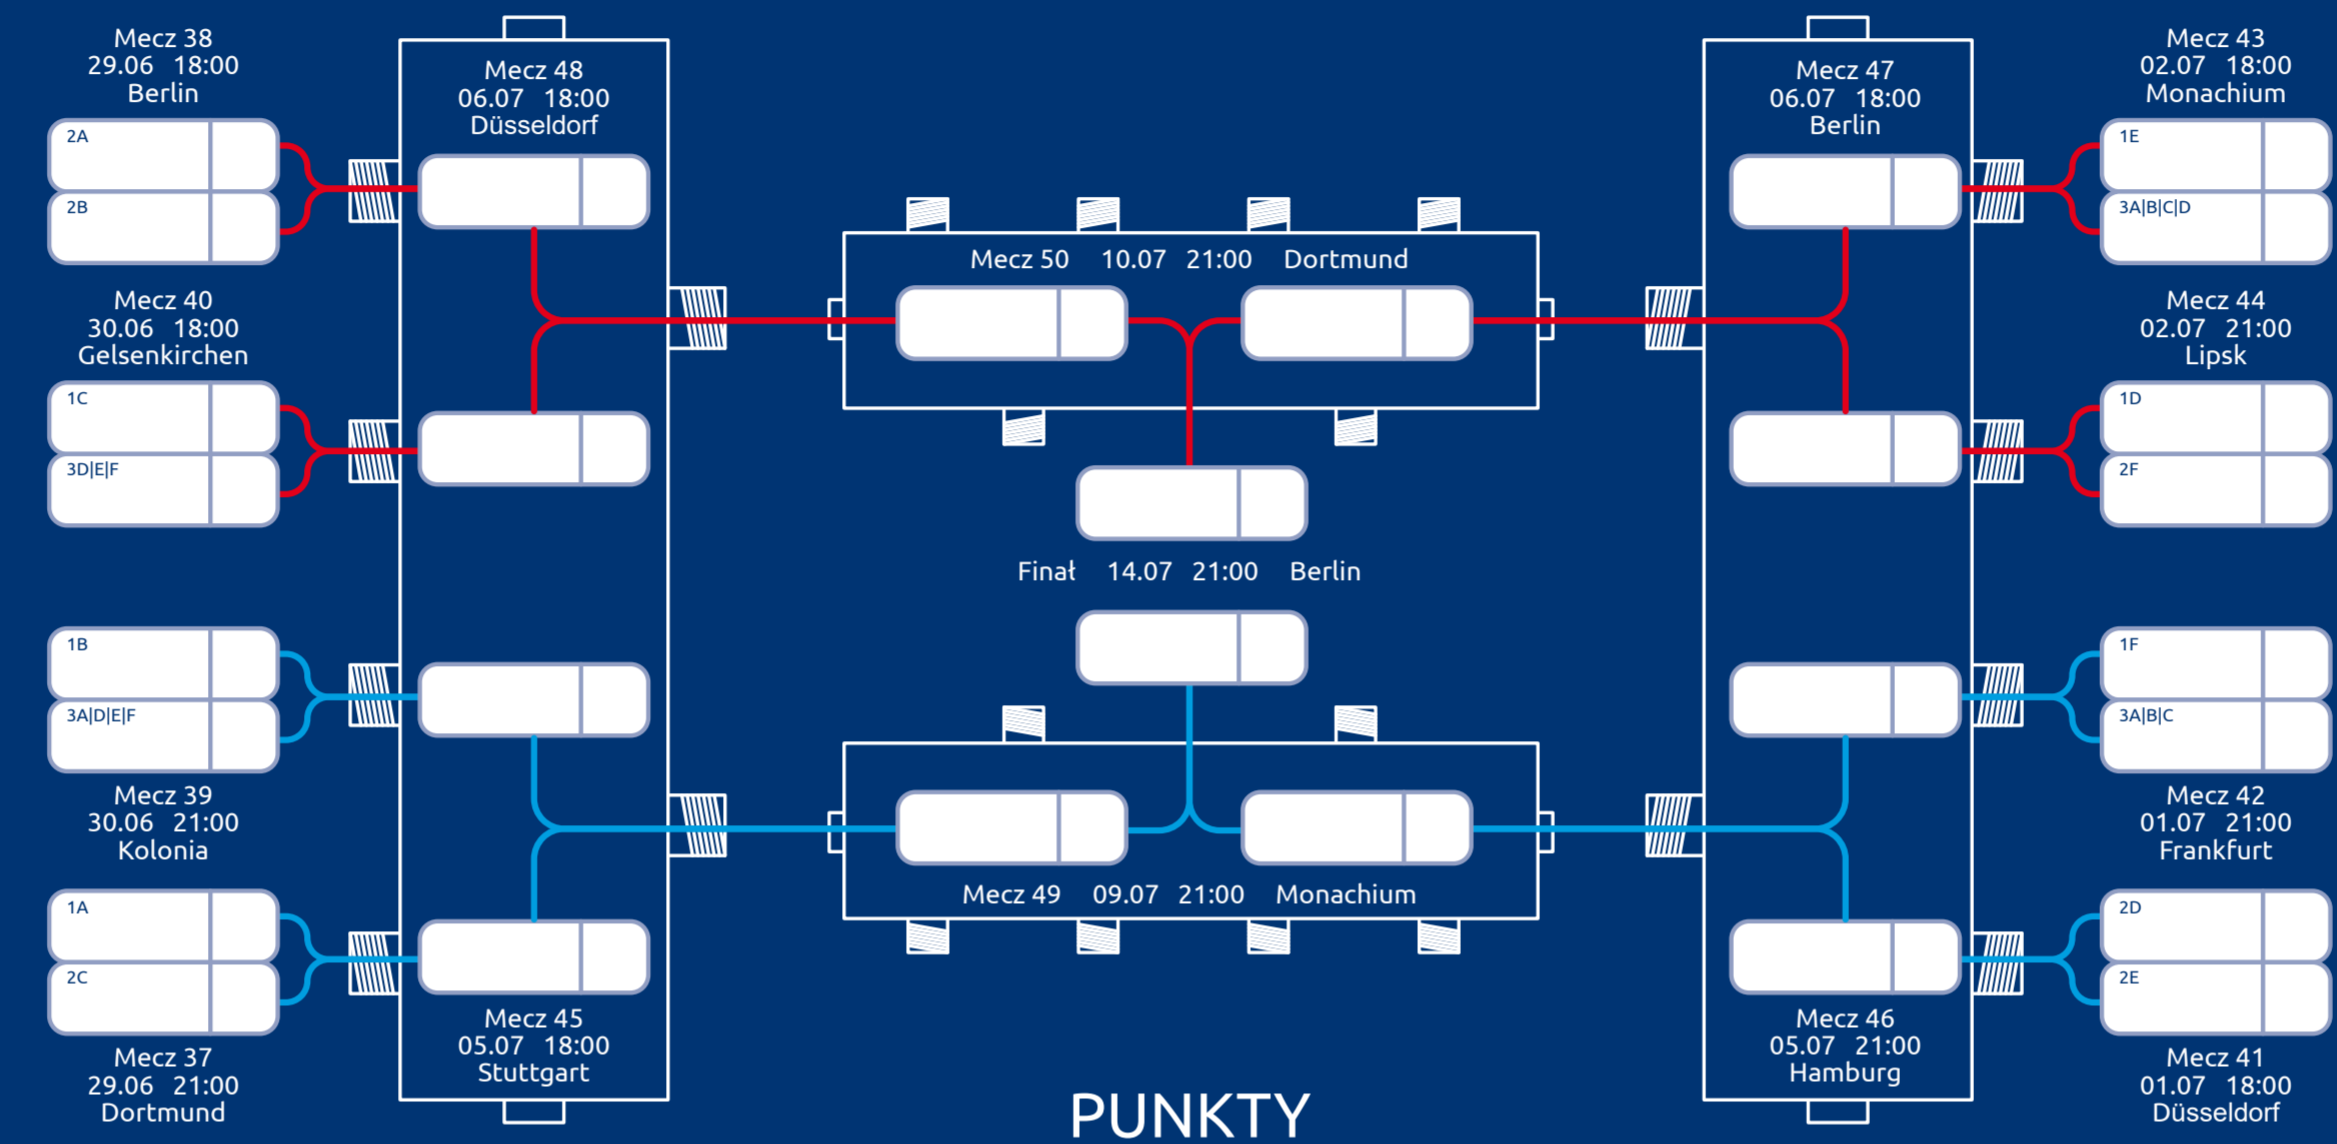 Mecz 38
29.06 18:00
Berlin
2A
2B
Mecz 40
30.06 18:00
Gelsenkirchen
1C
3D|E|F
1B
3A|D|E|F
Mecz 39
30.06 21:00
Kolonia
1A
2C
Mecz 37
29.06 21:00
Dortmund
Mecz 48
06.07 18:00
Düsseldorf
Mecz 45
05.07 18:00
Stuttgart
Mecz 50 10.07 21:00 Dortmund
Finał 14.07 21:00 Berlin
Mecz 49 09.07 21:00 Monachium
PUNKTY
Mecz 47
06.07 18:00
Berlin
Mecz 46
05.07 21:00
Hamburg
Mecz 43
02.07 18:00
Monachium
1E
3A|B|C|D
Mecz 44
02.07 21:00
Lipsk
1D
2F
1F
3A|B|C
Mecz 42
01.07 21:00
Frankfurt
2D
2E
Mecz 41
01.07 18:00
Düsseldorf